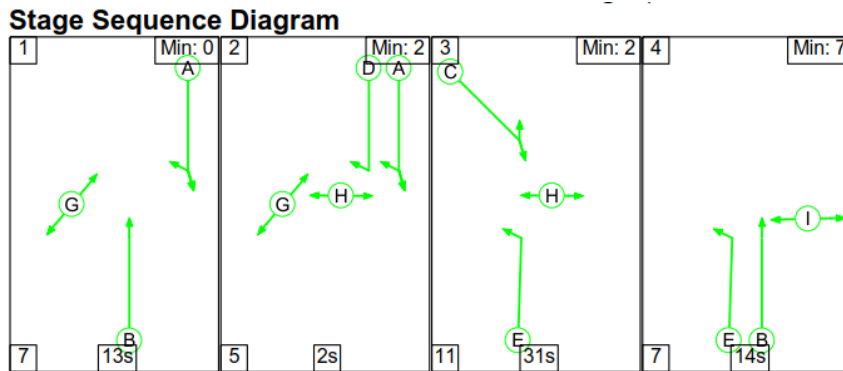 Stage Sequence Diagram
1 Min: 0 2 Min: 2 3 Min: 2 4 Min: 7
A D A C
G G H H I
B E E B
7 13s 5 2s 11 31s 7 14s